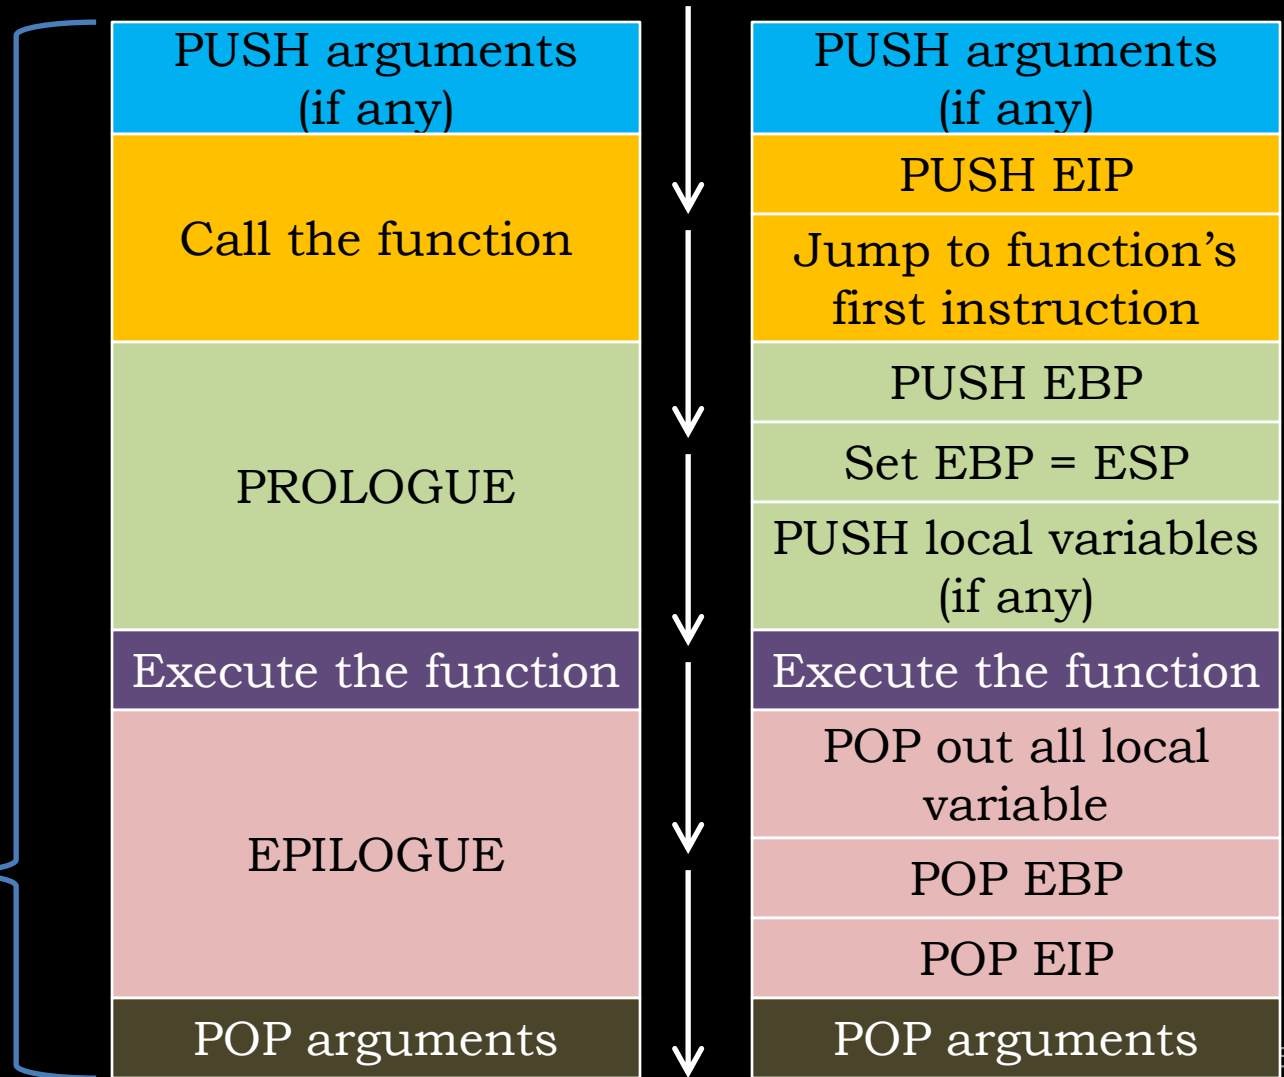 PUSH arguments
(if any)
Call the function
PROLOGUE
Execute the function
EPILOGUE
POP arguments
PUSH arguments
(if any)
PUSH EIP
Jump to function’s
first instruction
PUSH EBP
Set EBP = ESP
PUSH local variables
(if any)
Execute the function
POP out all local
variable
POP EBP
POP EIP
POP arguments